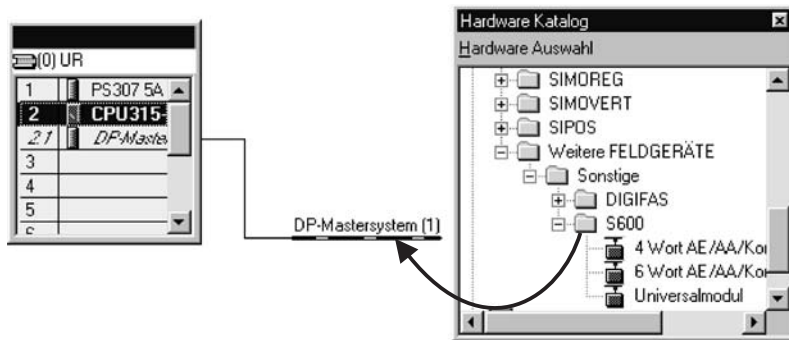 (0) UR
1 PS307 5A
2 CPU315-
2.1 DP-Maste
3
4
5
DP-Mastersystem (1)
Hardware Katalog
Hardware Auswahl
SIMOREG
SIMOVERT
SIPOS
Weitere FELDGERÄTE
Sonstige
DIGIFAS
S600
4 Wort AE/AA/Kor
6 Wort AE/AA/Kor
Universalmodul